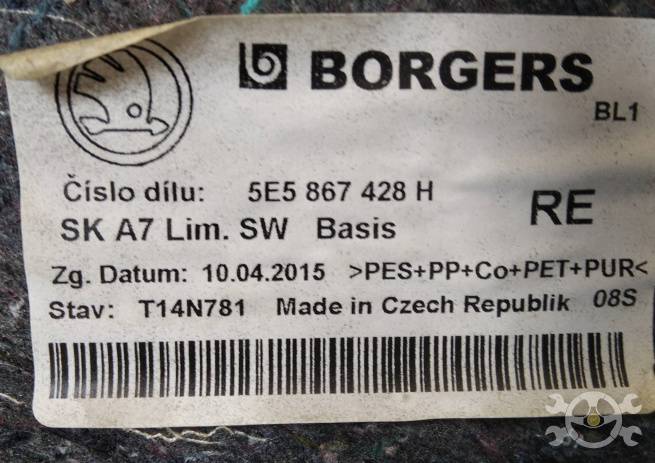 BORGERS
BL1
Číslo dílu: 5E5 867 428 H
RE
SK A7 Lim. SW Basis
Zg. Datum: 10.04.2015 >PES+PP+Co+PET+PUR<
Stav: T14N781 Made in Czech Republik 08S